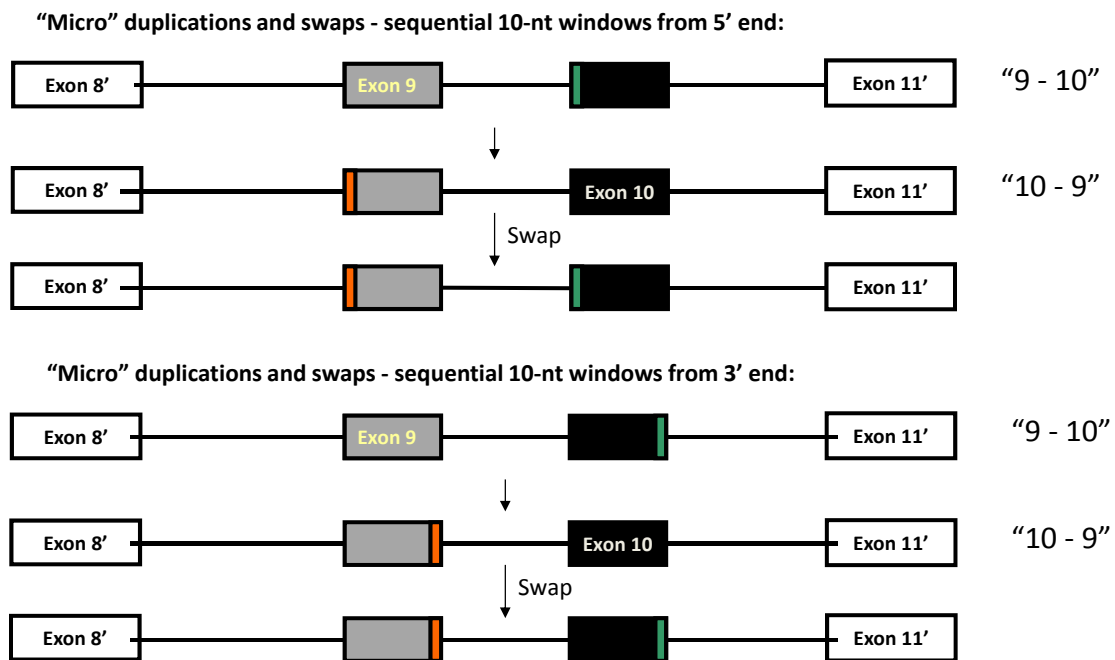 “Micro” duplications and swaps - sequential 10-nt windows from 5’ end:
Exon 8’ Exon 9 Exon 11’ “9 - 10”
Exon 8’ Exon 10 Exon 11’ “10 - 9”
Swap
Exon 8’ Exon 11’
“Micro” duplications and swaps - sequential 10-nt windows from 3’ end:
Exon 8’ Exon 9 Exon 11’ “9 - 10”
Exon 8’ Exon 10 Exon 11’ “10 - 9”
Swap
Exon 8’ Exon 11’